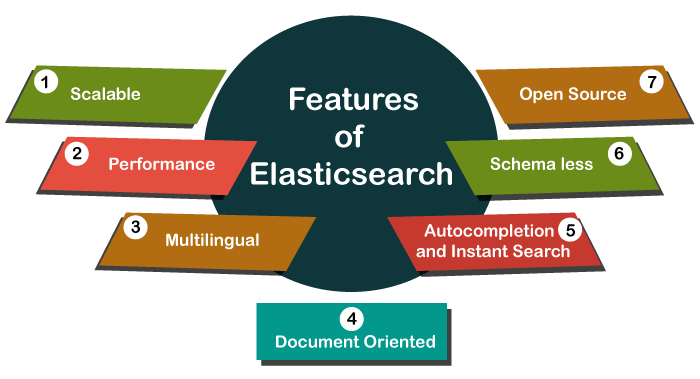 Features
of
Elasticsearch
1
Scalable
2
Performance
3
Multilingual
4
Document Oriented
5
Autocompletion
and Instant Search
6
Schema less
7
Open Source